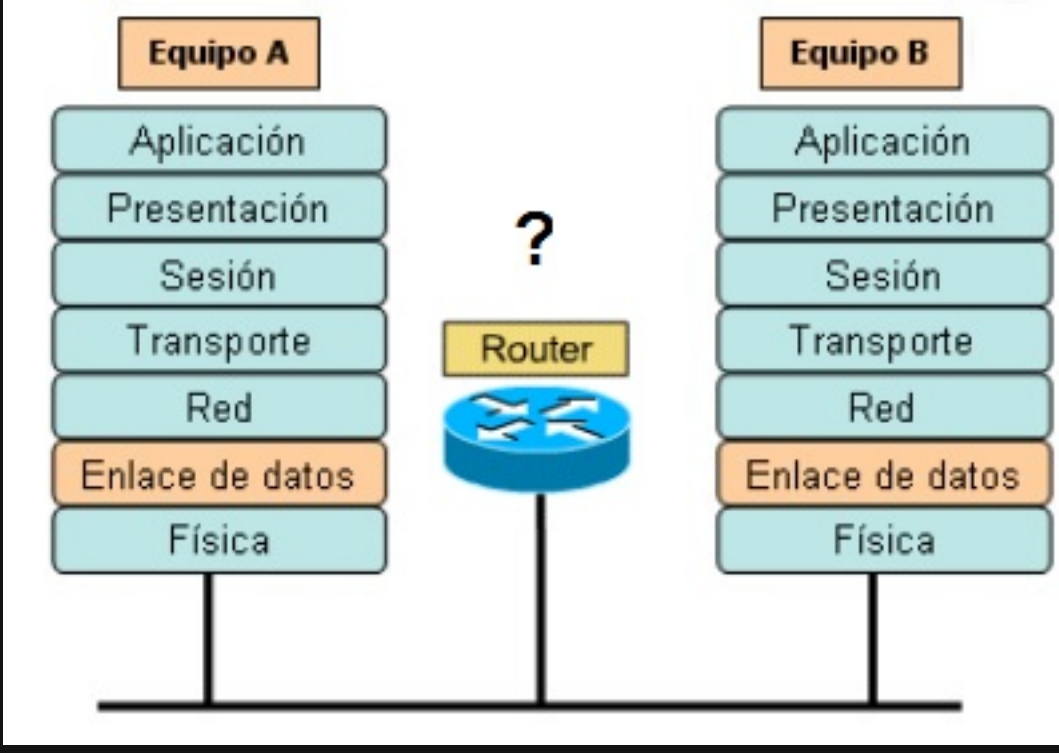 Equipo A
Equipo B
Aplicación
Presentación
Sesión
Transporte
Red
Enlace de datos
Física
?
Router
Aplicación
Presentación
Sesión
Transporte
Red
Enlace de datos
Física